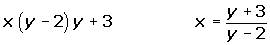 x(y−2)y+3    x = (y+3)/(y−2)